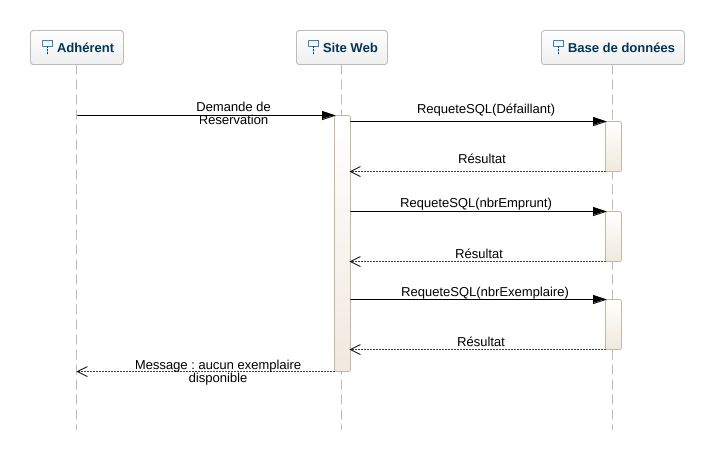 Adhérent
Site Web
Base de données
Demande de
Reservation
RequeteSQL(Défaillant)
Résultat
RequeteSQL(nbrEmprunt)
Résultat
RequeteSQL(nbrExemplaire)
Résultat
Message : aucun exemplaire
disponible